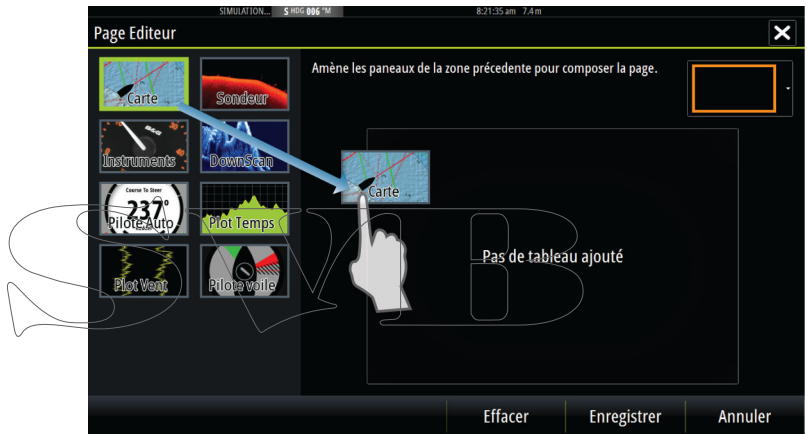 SIMULATION... S HDG 006 °M 8:21:35 am 7.4 m
Page Editeur
Amène les paneaux de la zone précedente pour composer la page.
Carte
Sondeur
Carte
B&G
Instruments
DownScan
Course To Steer
237°
Pilote Auto
Plot Temps
Pas de tableau ajouté
Plot Vent
Pilote voile
SVB
Effacer Enregistrer Annuler